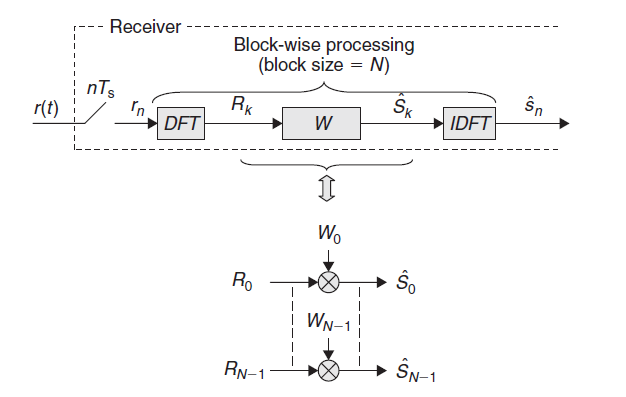 Receiver
Block-wise processing
(block size = N)
nTs
r(t) rn DFT Rk W Ŝk IDFT ŝn
W0
R0 Ŝ0
WN−1
RN−1 ŜN−1